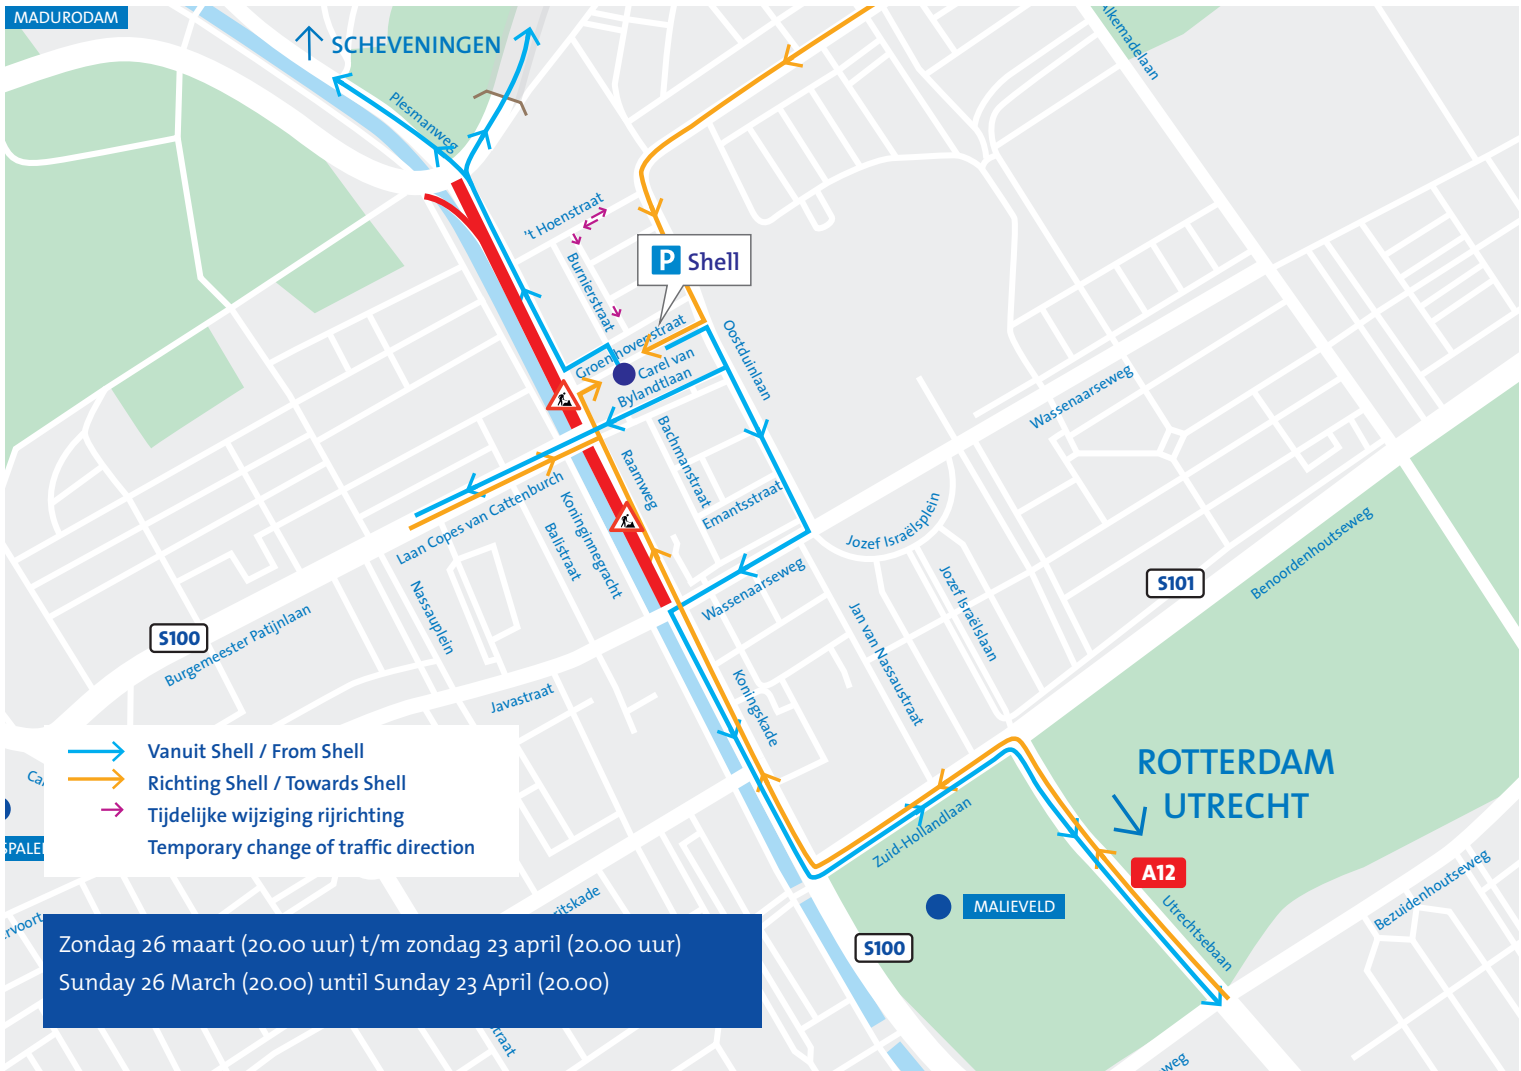 MADURODAM
SCHEVENINGEN
Plesmanweg
Alkemadelaan
't Hoenstraat
Burnierstraat
P Shell
Groenhovenstraat
Carel van
Bylandtlaan
Oostduinlaan
Wassenaarseweg
Bachmanstraat
Raamweg
Emantsstraat
Laan Copes van Cattenburch
Koninginnegracht
Balistraat
Jozef Israëlsplein
Benoordenhoutseweg
S101
Nassauplein
Wassenaarseweg
Jozef Israëlslaan
Jan van Nassaustraat
S100
Burgemeester Patijnlaan
Javastraat
Koningskade
Vanuit Shell / From Shell
Richting Shell / Towards Shell
Tijdelijke wijziging rijrichting
Temporary change of traffic direction
ROTTERDAM
UTRECHT
Zuid-Hollandlaan
A12
MALIEVELD
Utrechtsebaan
Bezuidenhoutseweg
S100
Zondag 26 maart (20.00 uur) t/m zondag 23 april (20.00 uur)
Sunday 26 March (20.00) until Sunday 23 April (20.00)